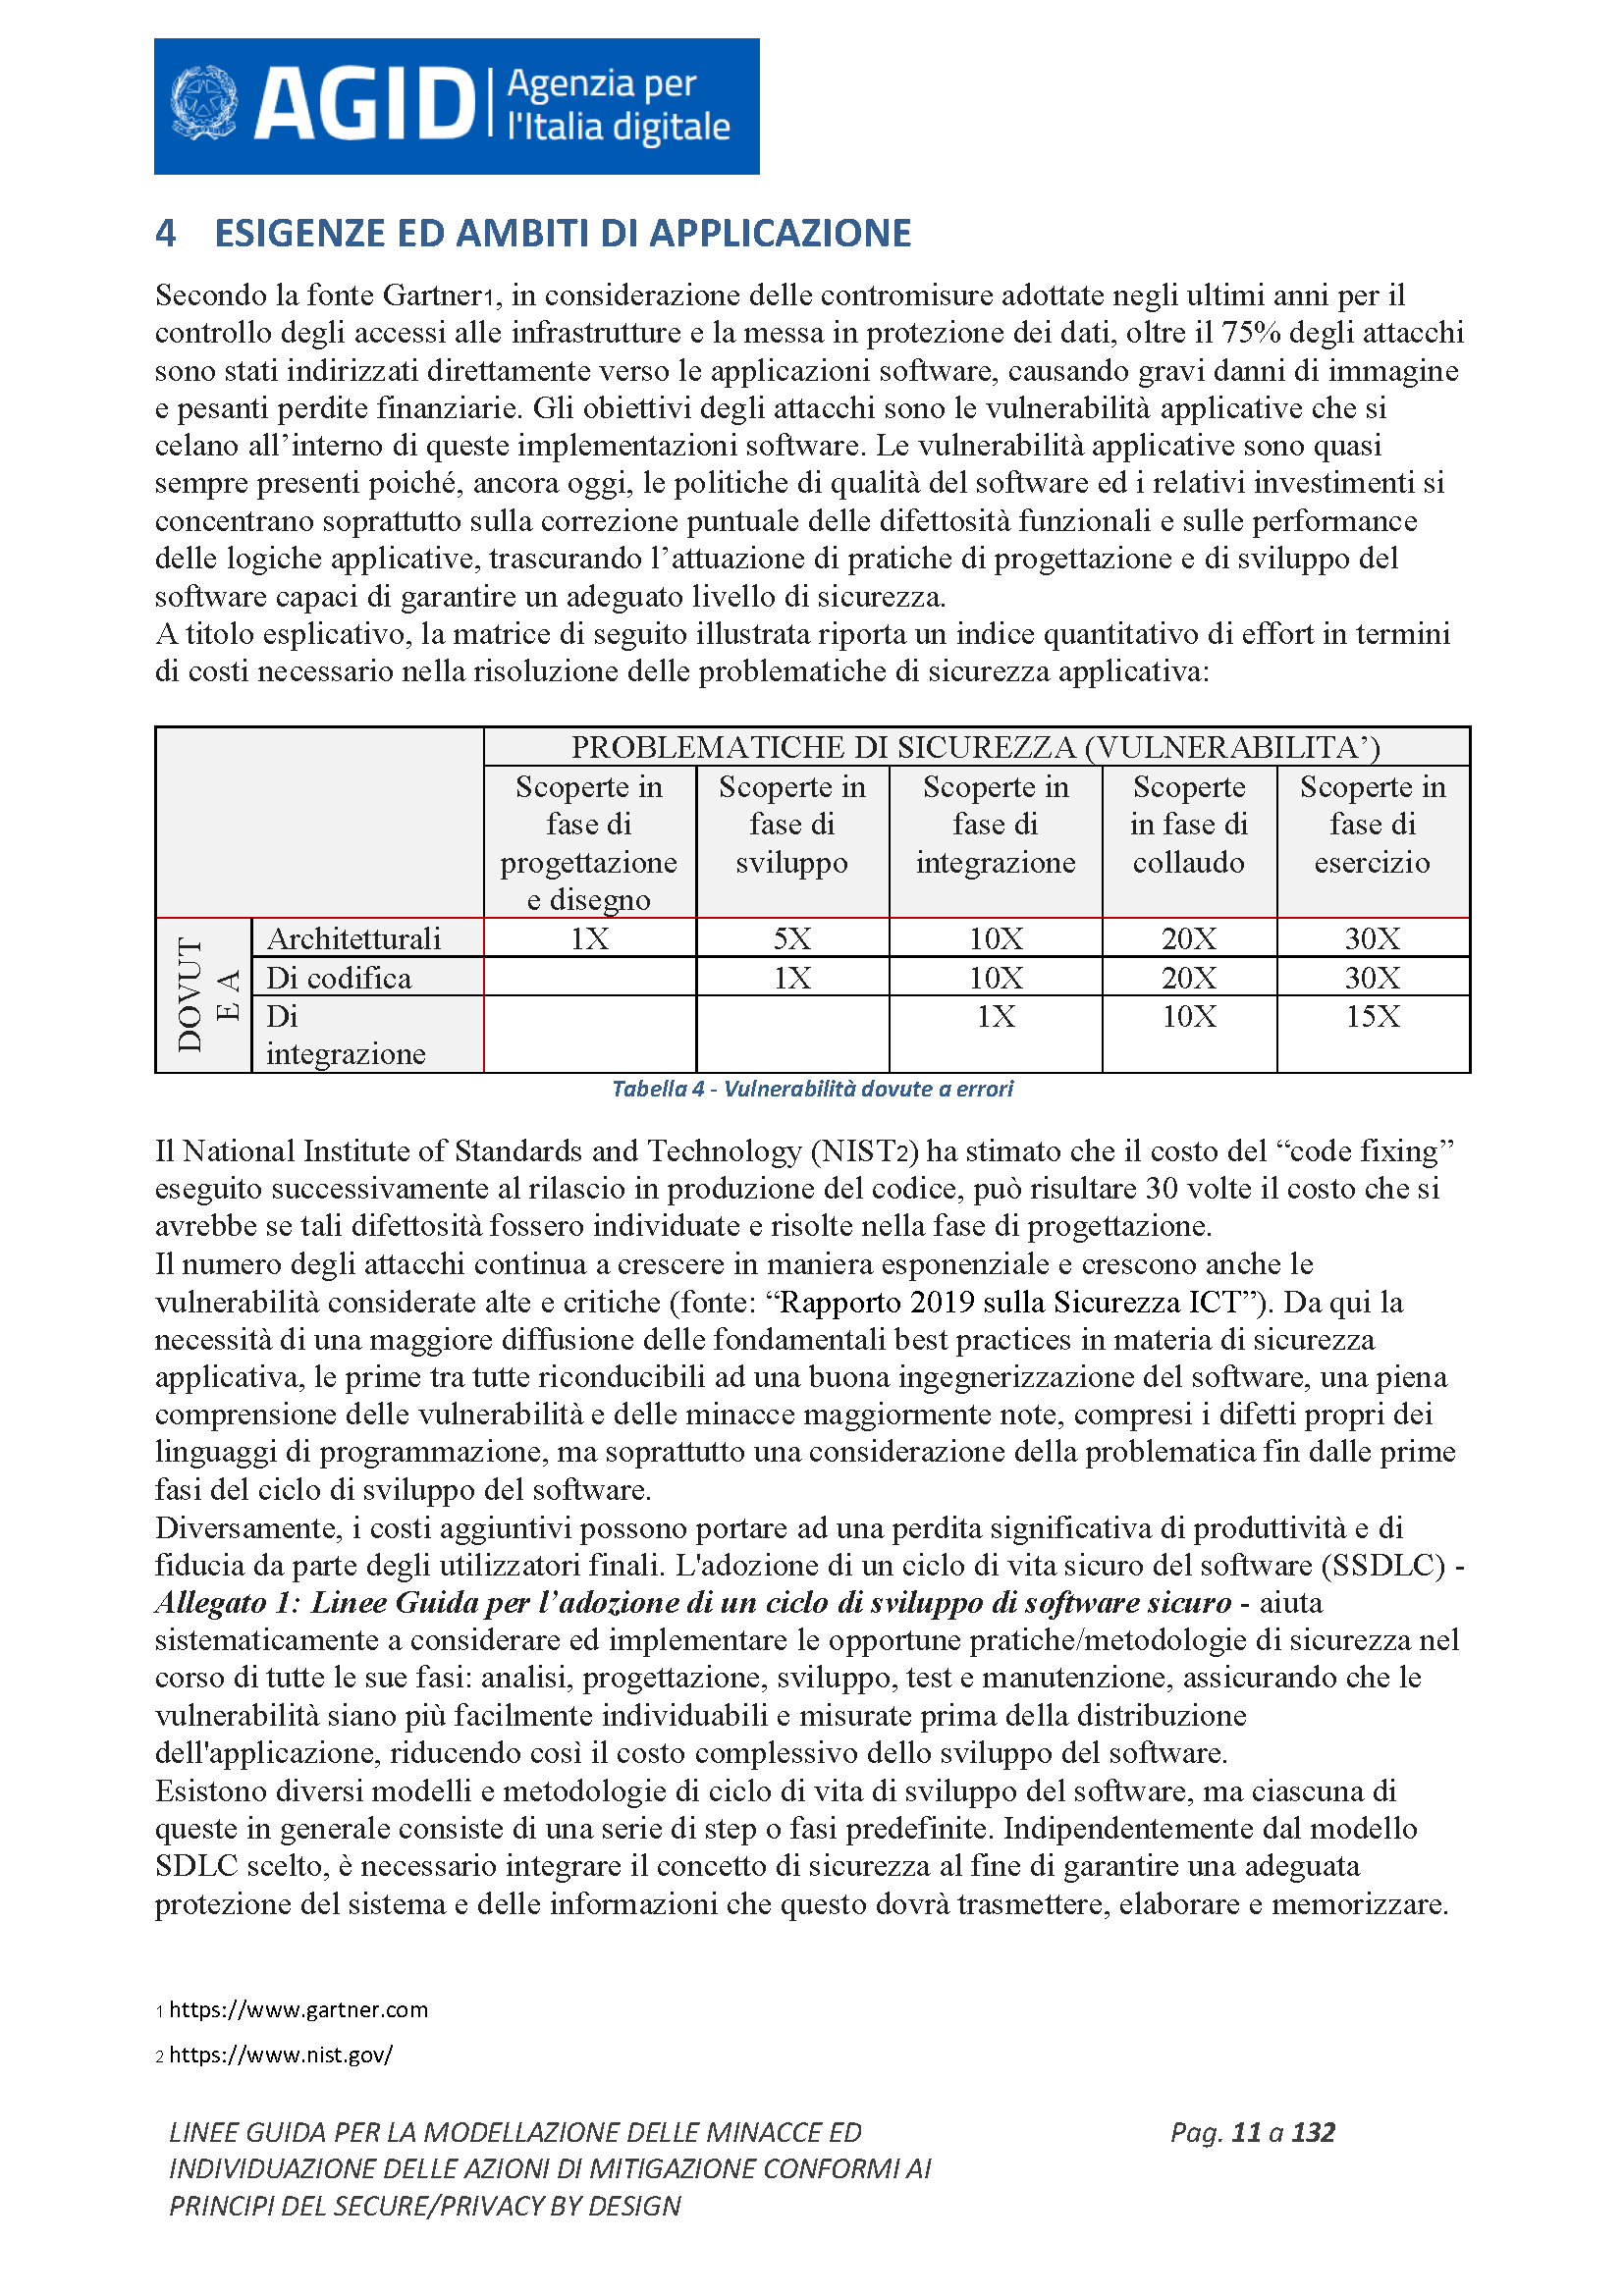 AGID Agenzia per
l'Italia digitale
4 ESIGENZE ED AMBITI DI APPLICAZIONE
Secondo la fonte Gartner1, in considerazione delle contromisure adottate negli ultimi anni per il
controllo degli accessi alle infrastrutture e la messa in protezione dei dati, oltre il 75% degli attacchi
sono stati indirizzati direttamente verso le applicazioni software, causando gravi danni di immagine
e pesanti perdite finanziarie. Gli obiettivi degli attacchi sono le vulnerabilità applicative che si
celano all’interno di queste implementazioni software. Le vulnerabilità applicative sono quasi
sempre presenti poiché, ancora oggi, le politiche di qualità del software ed i relativi investimenti si
concentrano soprattutto sulla correzione puntuale delle difettosità funzionali e sulle performance
delle logiche applicative, trascurando l’attuazione di pratiche di progettazione e di sviluppo del
software capaci di garantire un adeguato livello di sicurezza.
A titolo esplicativo, la matrice di seguito illustrata riporta un indice quantitativo di effort in termini
di costi necessario nella risoluzione delle problematiche di sicurezza applicativa:
PROBLEMATICHE DI SICUREZZA (VULNERABILITA’)
Scoperte in Scoperte in Scoperte in Scoperte Scoperte in
fase di fase di fase di in fase di fase di
progettazione sviluppo integrazione collaudo esercizio
e disegno
DOVUT
E A
Architetturali 1X 5X 10X 20X 30X
Di codifica 1X 10X 20X 30X
Di 1X 10X 15X
integrazione
Tabella 4 - Vulnerabilità dovute a errori
Il National Institute of Standards and Technology (NIST2) ha stimato che il costo del “code fixing”
eseguito successivamente al rilascio in produzione del codice, può risultare 30 volte il costo che si
avrebbe se tali difettosità fossero individuate e risolte nella fase di progettazione.
Il numero degli attacchi continua a crescere in maniera esponenziale e crescono anche le
vulnerabilità considerate alte e critiche (fonte: “Rapporto 2019 sulla Sicurezza ICT”). Da qui la
necessità di una maggiore diffusione delle fondamentali best practices in materia di sicurezza
applicativa, le prime tra tutte riconducibili ad una buona ingegnerizzazione del software, una piena
comprensione delle vulnerabilità e delle minacce maggiormente note, compresi i difetti propri dei
linguaggi di programmazione, ma soprattutto una considerazione della problematica fin dalle prime
fasi del ciclo di sviluppo del software.
Diversamente, i costi aggiuntivi possono portare ad una perdita significativa di produttività e di
fiducia da parte degli utilizzatori finali. L'adozione di un ciclo di vita sicuro del software (SSDLC) -
Allegato 1: Linee Guida per l’adozione di un ciclo di sviluppo di software sicuro - aiuta
sistematicamente a considerare ed implementare le opportune pratiche/metodologie di sicurezza nel
corso di tutte le sue fasi: analisi, progettazione, sviluppo, test e manutenzione, assicurando che le
vulnerabilità siano più facilmente individuabili e misurate prima della distribuzione
dell'applicazione, riducendo così il costo complessivo dello sviluppo del software.
Esistono diversi modelli e metodologie di ciclo di vita di sviluppo del software, ma ciascuna di
queste in generale consiste di una serie di step o fasi predefinite. Indipendentemente dal modello
SDLC scelto, è necessario integrare il concetto di sicurezza al fine di garantire una adeguata
protezione del sistema e delle informazioni che questo dovrà trasmettere, elaborare e memorizzare.
1 https://www.gartner.com
2 https://www.nist.gov/
LINEE GUIDA PER LA MODELLAZIONE DELLE MINACCE ED Pag. 11 a 132
INDIVIDUAZIONE DELLE AZIONI DI MITIGAZIONE CONFORMI AI
PRINCIPI DEL SECURE/PRIVACY BY DESIGN